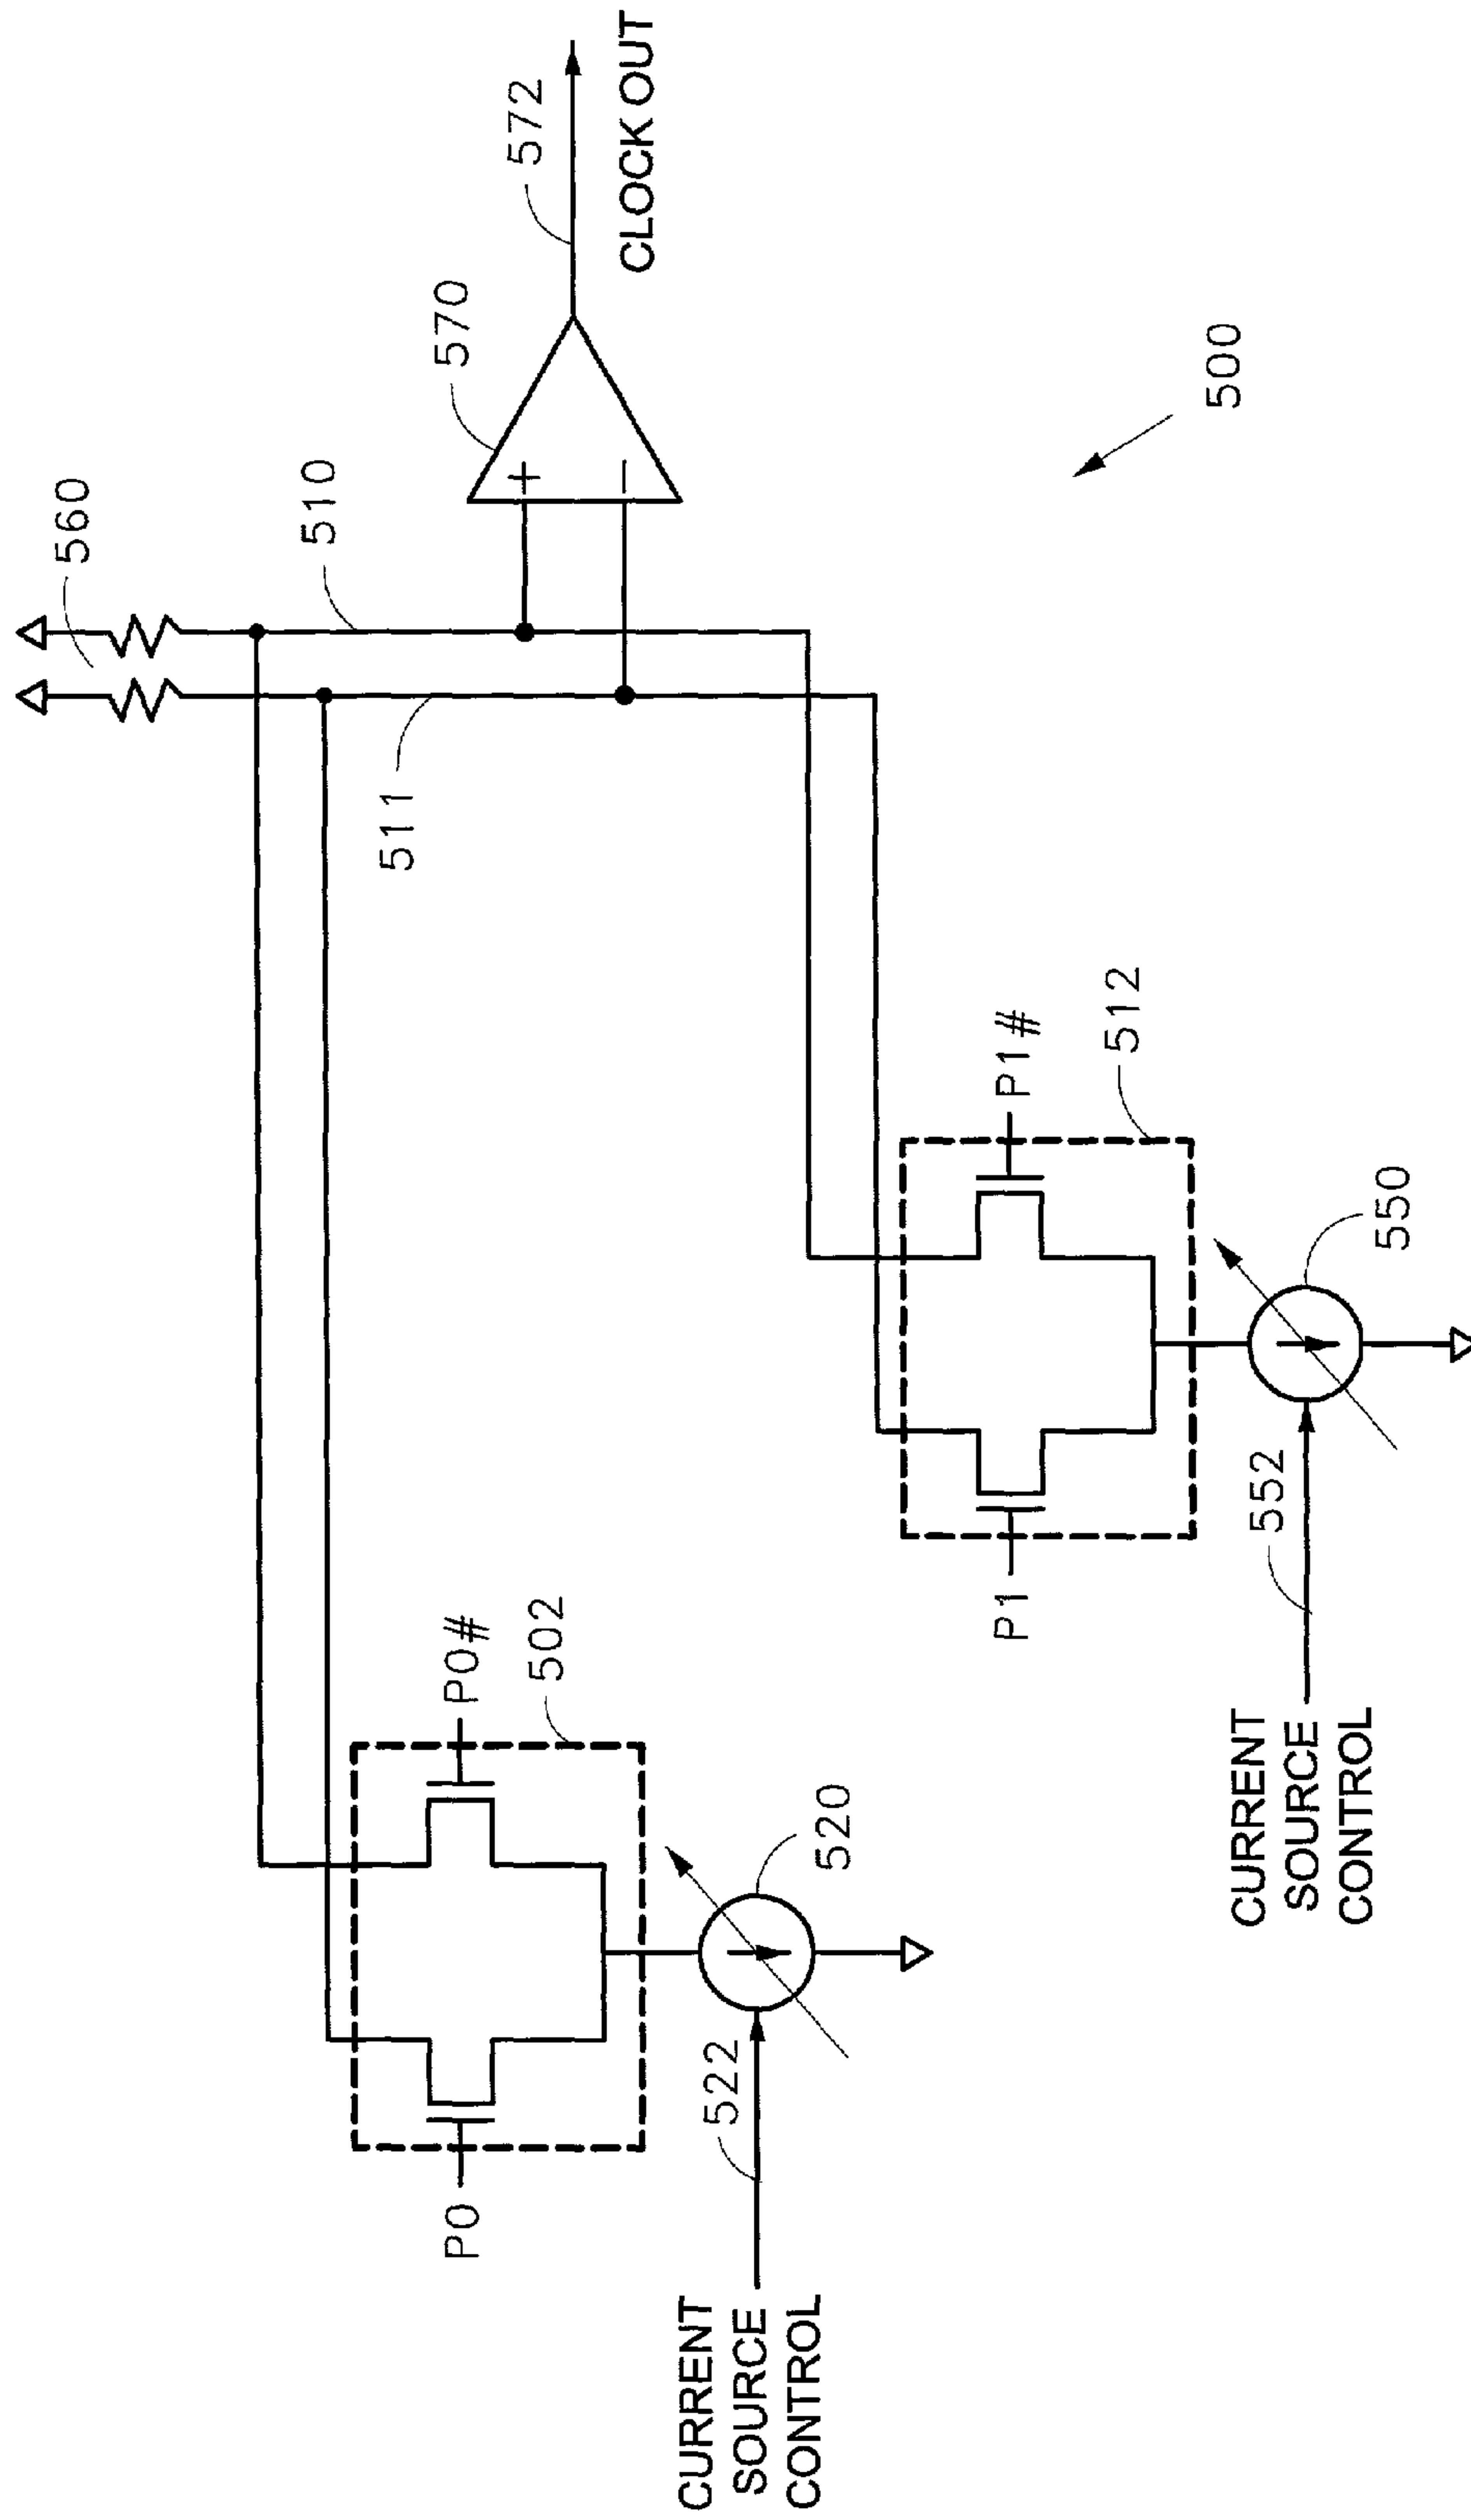 560
510
511
570
572
CLOCK OUT
500
P0
P0#
502
520
522
CURRENT
SOURCE
CONTROL
P1
P1#
512
550
552
CURRENT
SOURCE
CONTROL